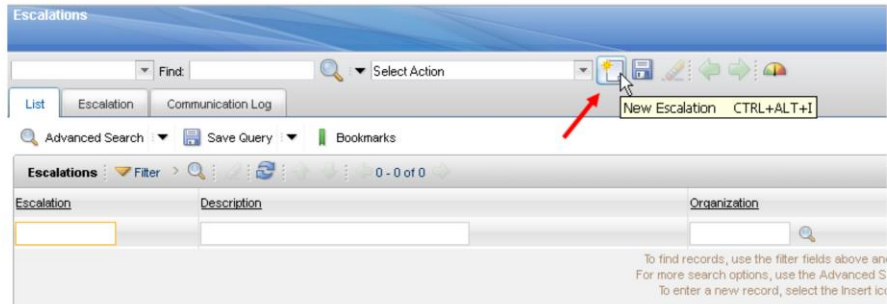 Escalations
Find: Select Action
List Escalation Communication Log
New Escalation CTRL+ALT+I
Advanced Search Save Query Bookmarks
Escalations Filter 0 - 0 of 0
Escalation Description Organization
To find records, use the filter fields above
For more search options, use the Advanced
To enter a new record, select the Insert